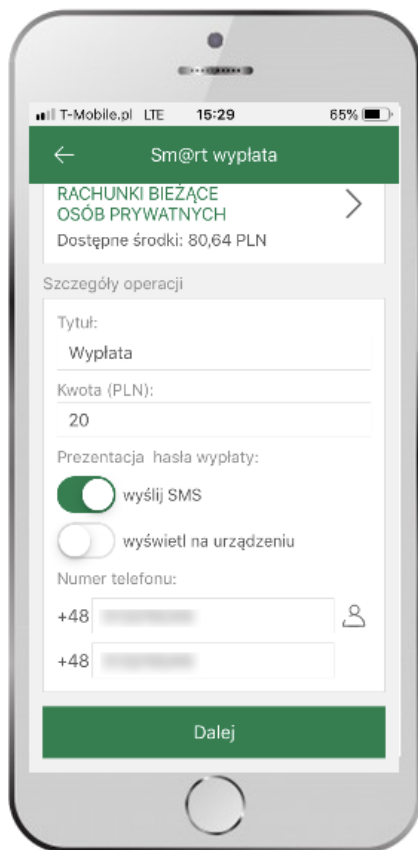 T-Mobile.pl LTE 15:29 65%
Sm@rt wypłata
RACHUNKI BIEŻĄCE
OSÓB PRYWATNYCH
Dostępne środki: 80,64 PLN
Szczegóły operacji
Tytuł:
Wypłata
Kwota (PLN):
20
Prezentacja hasła wypłaty:
wyślij SMS
wyświetl na urządzeniu
Numer telefonu:
+48
+48
Dalej